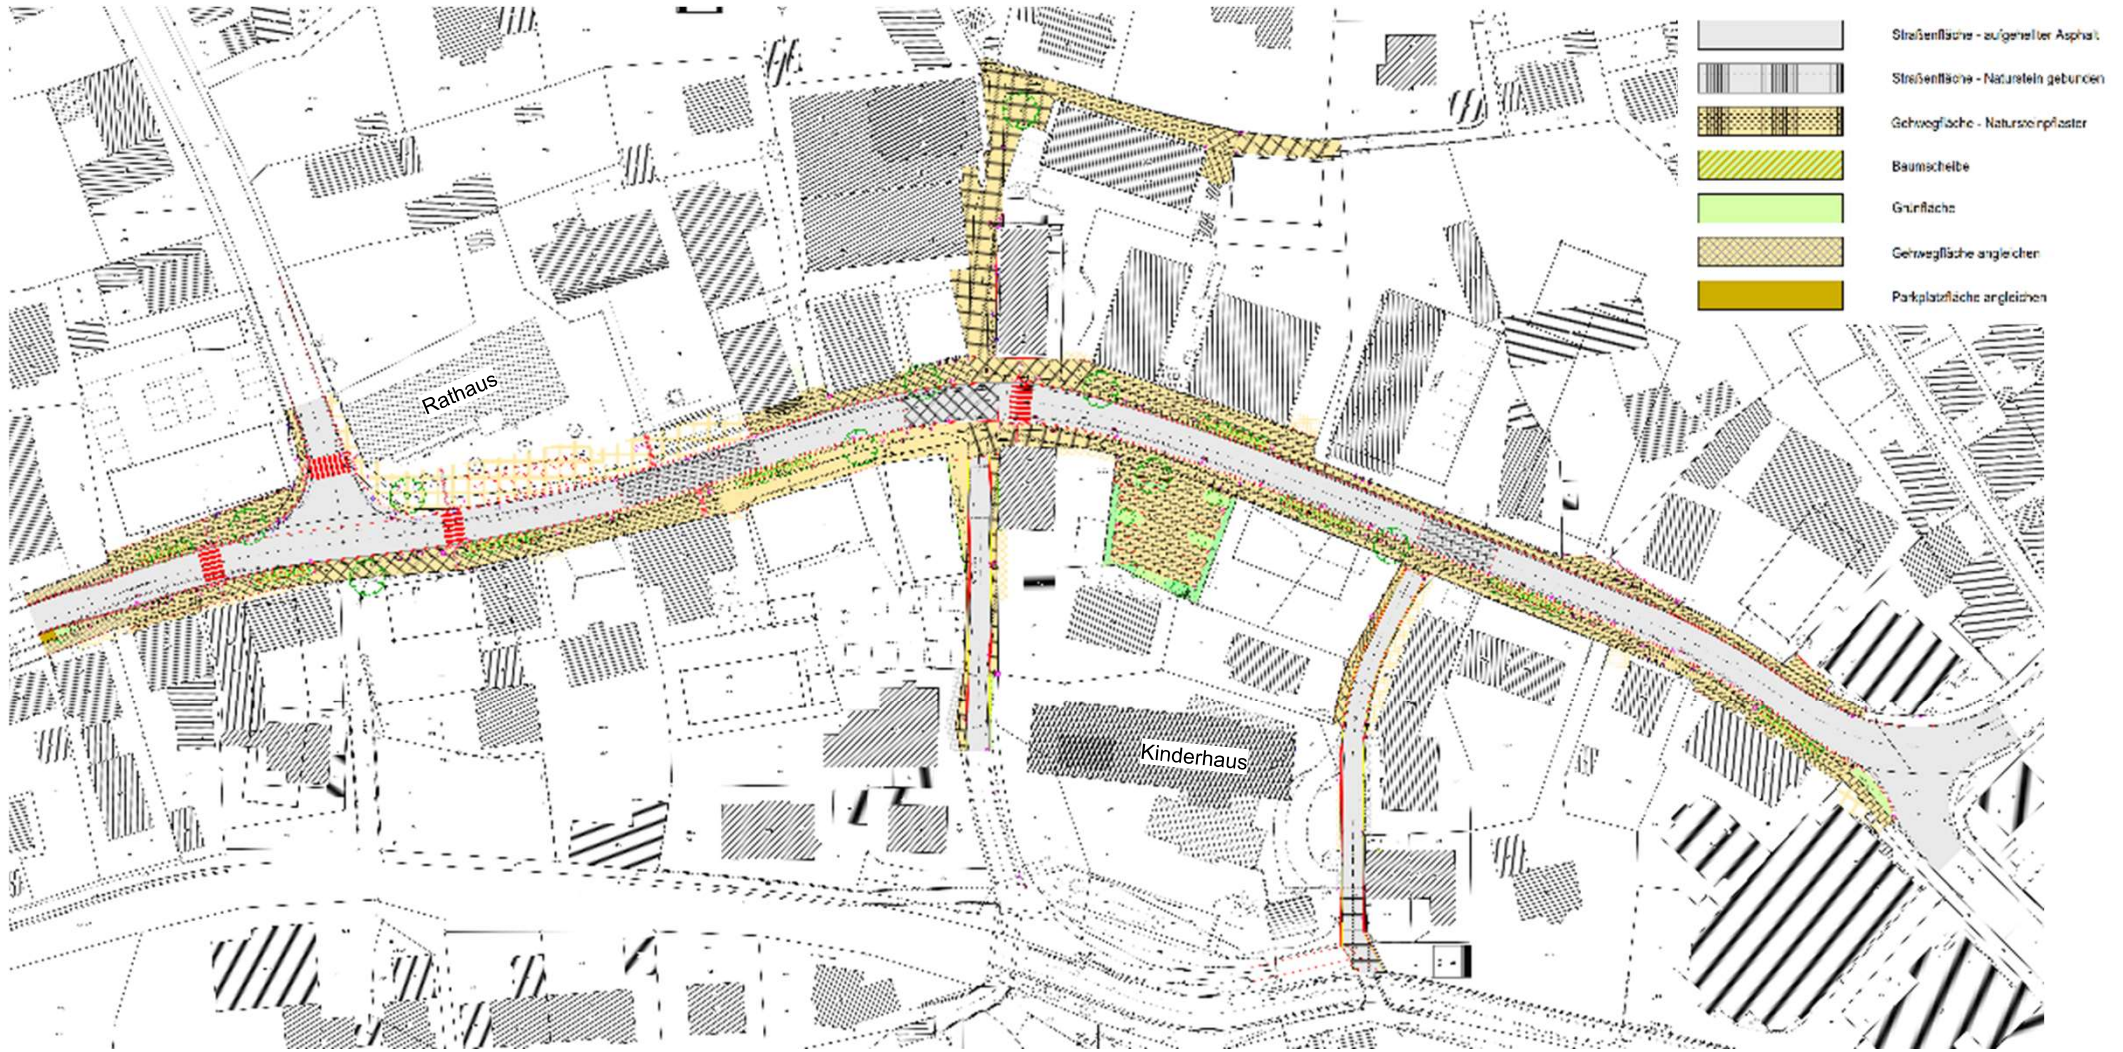 Straßenfläche - aufgehellter Asphalt
Straßenfläche - Naturstein gebunden
Gehwegfläche - Natursteinpflaster
Baumscheibe
Grünfläche
Gehwegfläche angleichen
Parkplatzfläche angleichen
Rathaus
Kinderhaus